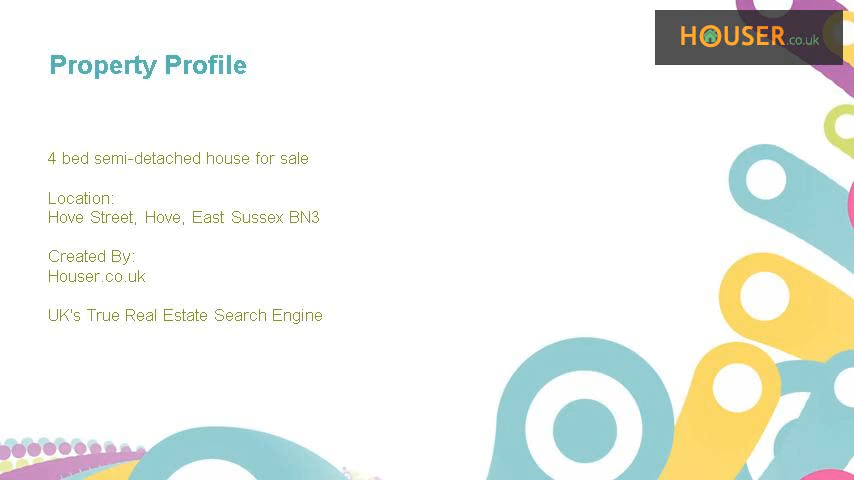 HOUSER.co.uk
Property Profile
4 bed semi-detached house for sale
Location:
Hove Street, Hove, East Sussex BN3
Created By:
Houser.co.uk
UK's True Real Estate Search Engine